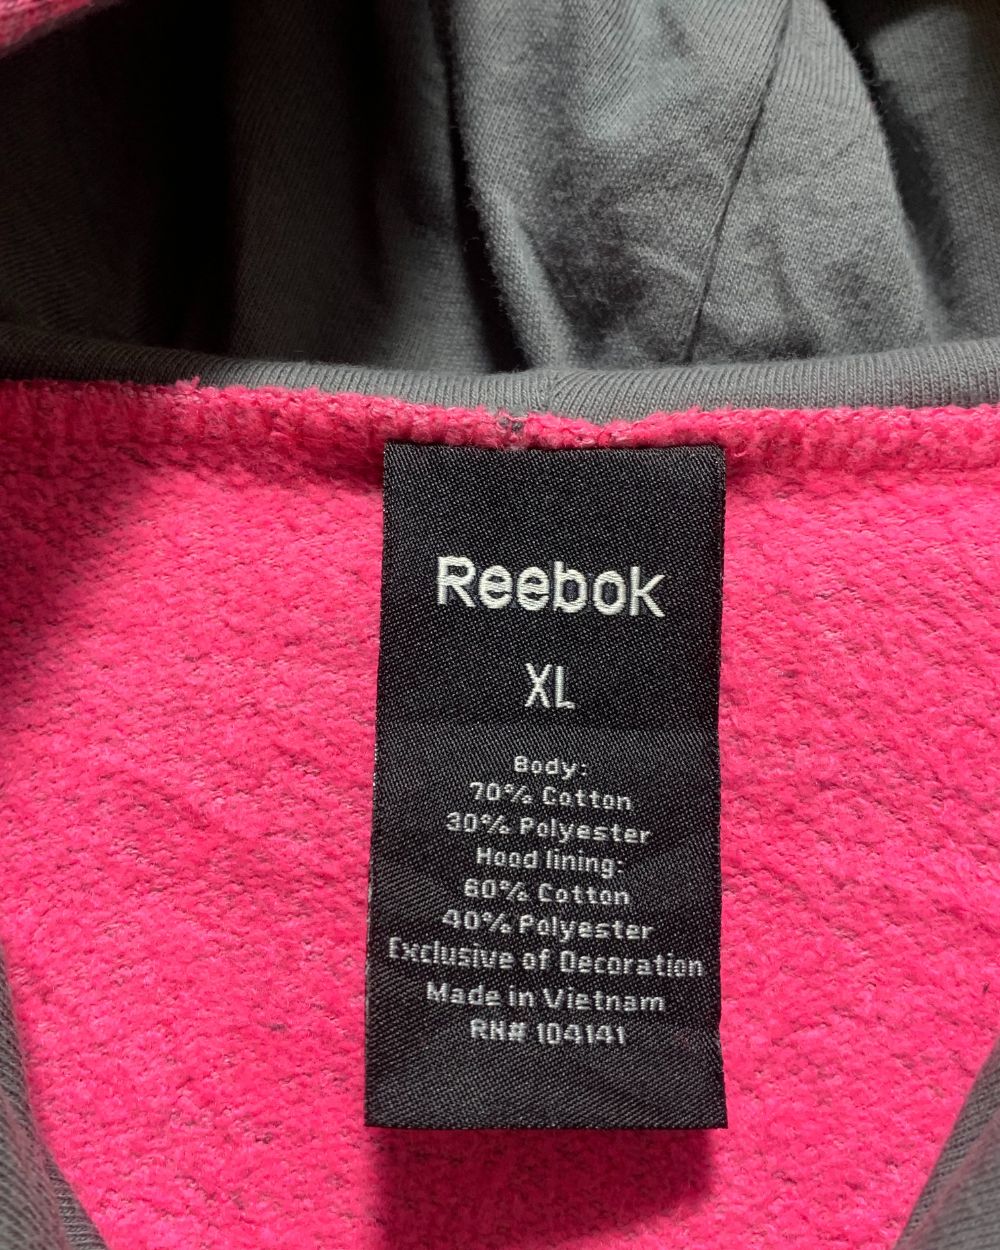 Reebok
XL
Body:
70% Cotton
30% Polyester
Hood lining:
60% Cotton
40% Polyester
Exclusive of Decoration
Made in Vietnam
RN# 104141